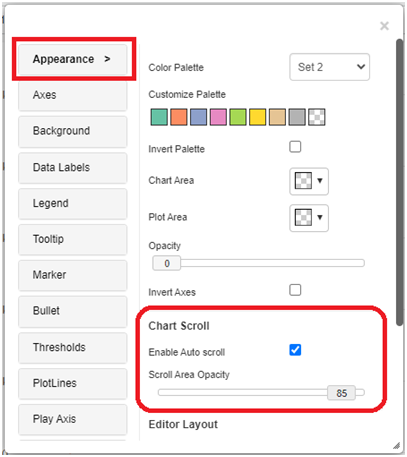 ×
Appearance >
Axes
Background
Data Labels
Legend
Tooltip
Marker
Bullet
Thresholds
PlotLines
Play Axis
Color Palette
Set 2
Customize Palette
Invert Palette
Chart Area
Plot Area
Opacity
0
Invert Axes
Chart Scroll
Enable Auto scroll
Scroll Area Opacity
85
Editor Layout